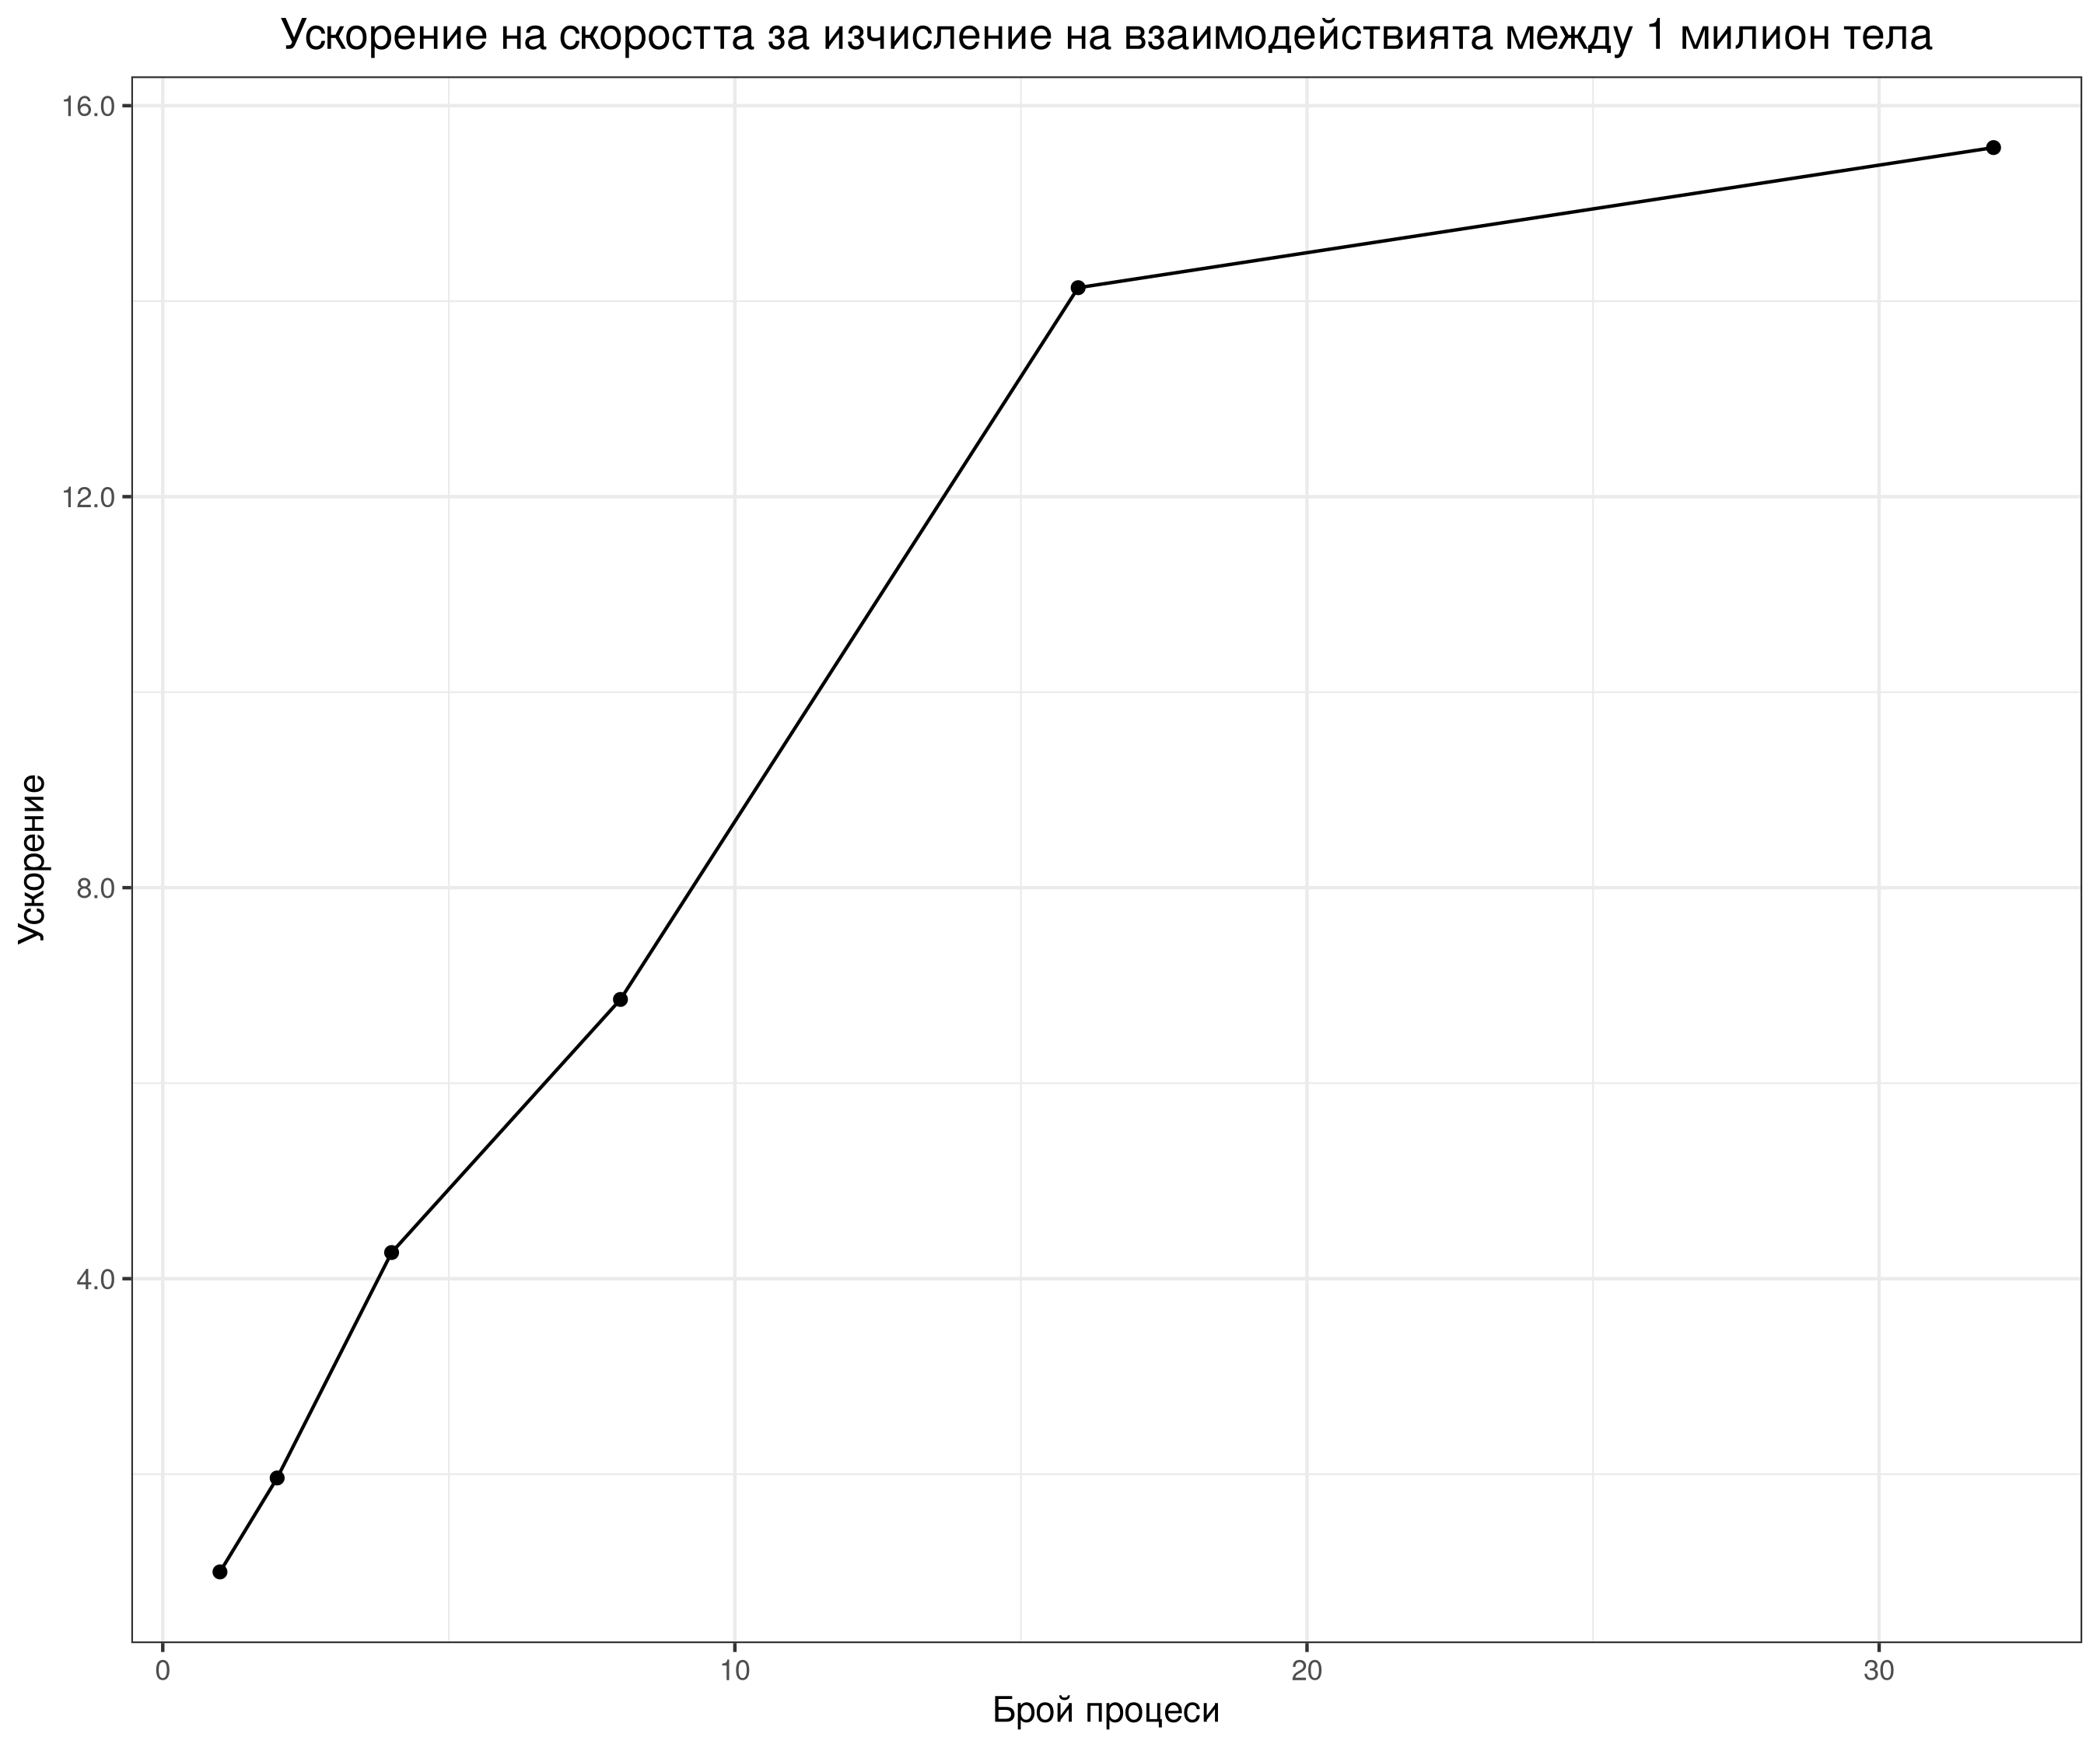 Ускорение на скоростта за изчисление на взаимодействията между 1 милион тела
16.0
12.0
8.0
4.0
Ускорение
0 10 20 30
Брой процеси